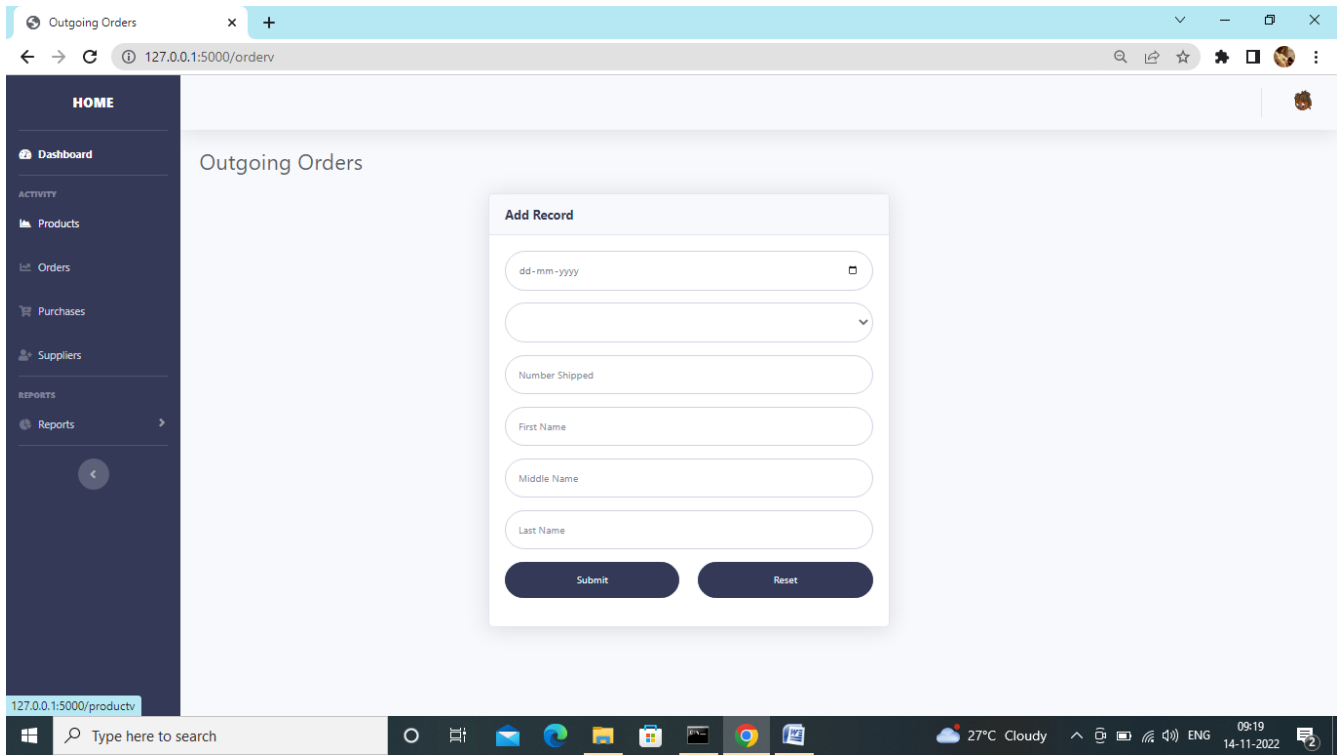 Outgoing Orders
127.0.0.1:5000/orderv
HOME
Dashboard
ACTIVITY
Products
Orders
Purchases
Suppliers
REPORTS
Reports
Outgoing Orders
Add Record
dd-mm-yyyy
Number Shipped
First Name
Middle Name
Last Name
Submit Reset
127.0.0.1:5000/productv
Type here to search
27°C Cloudy
ENG
09:19
14-11-2022
2